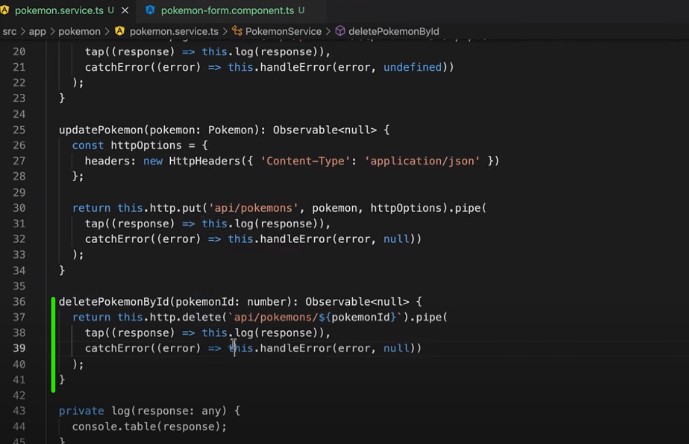 pokemon.service.ts U × pokemon-form.component.ts U
src > app > pokemon > pokemon.service.ts > PokemonService > deletePokemonById
20 tap((response) => this.log(response)),
21 catchError((error) => this.handleError(error, undefined))
22 );
23 }
24
25 updatePokemon(pokemon: Pokemon): Observable<null> {
26 const httpOptions = {
27 headers: new HttpHeaders({ 'Content-Type': 'application/json' })
28 };
29
30 return this.http.put('api/pokemons', pokemon, httpOptions).pipe(
31 tap((response) => this.log(response)),
32 catchError((error) => this.handleError(error, null))
33 );
34 }
35
36 deletePokemonById(pokemonId: number): Observable<null> {
37 return this.http.delete(`api/pokemons/${pokemonId}`).pipe(
38 tap((response) => this.log(response)),
39 catchError((error) => this.handleError(error, null))
40 );
41 }
42
43 private log(response: any) {
44 console.table(response);
45 }